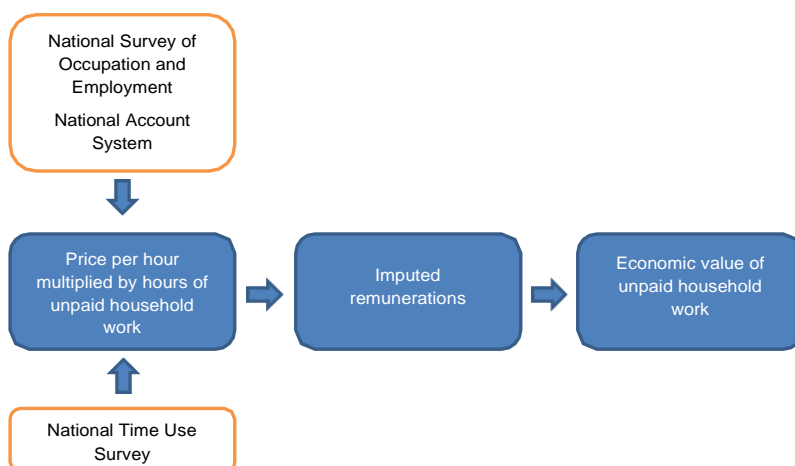 National Survey of
Occupation and
Employment
National Account
System
Price per hour
multiplied by hours of
unpaid household
work
Imputed
remunerations
Economic value of
unpaid household
work
National Time Use
Survey